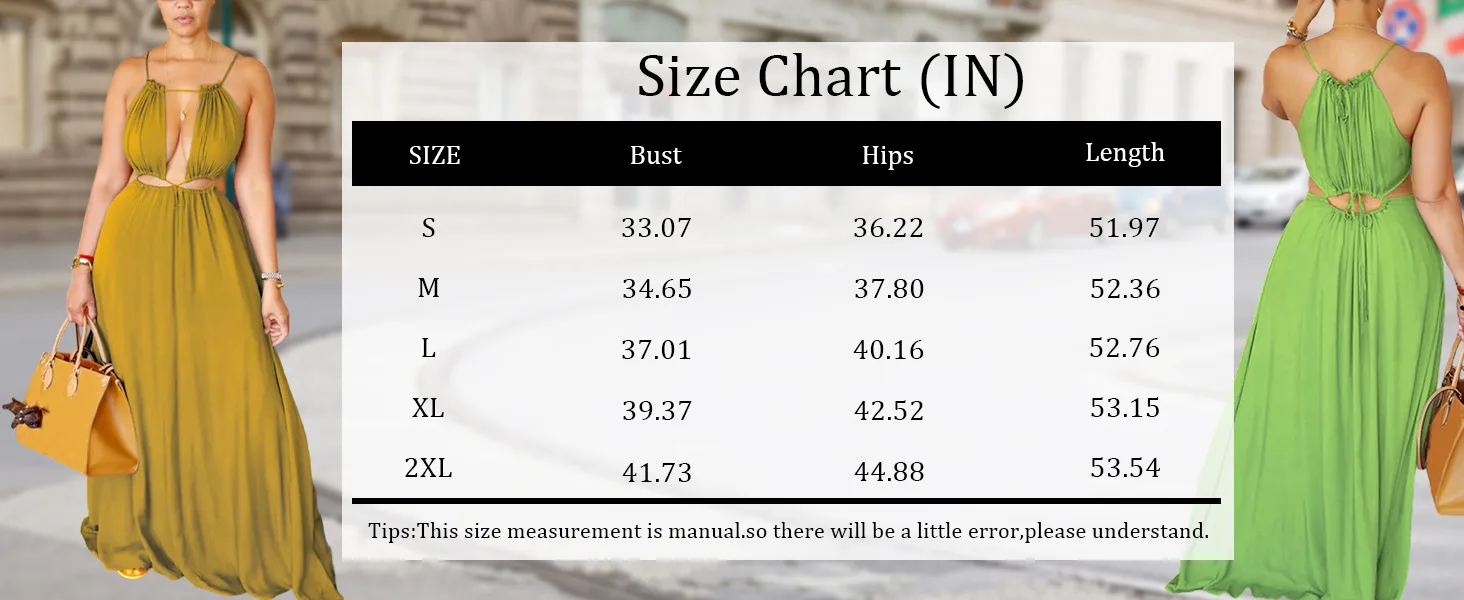 Size Chart (IN)
SIZE Bust Hips Length
S 33.07 36.22 51.97
M 34.65 37.80 52.36
L 37.01 40.16 52.76
XL 39.37 42.52 53.15
2XL 41.73 44.88 53.54
Tips:This size measurement is manual.so there will be a little error,please understand.